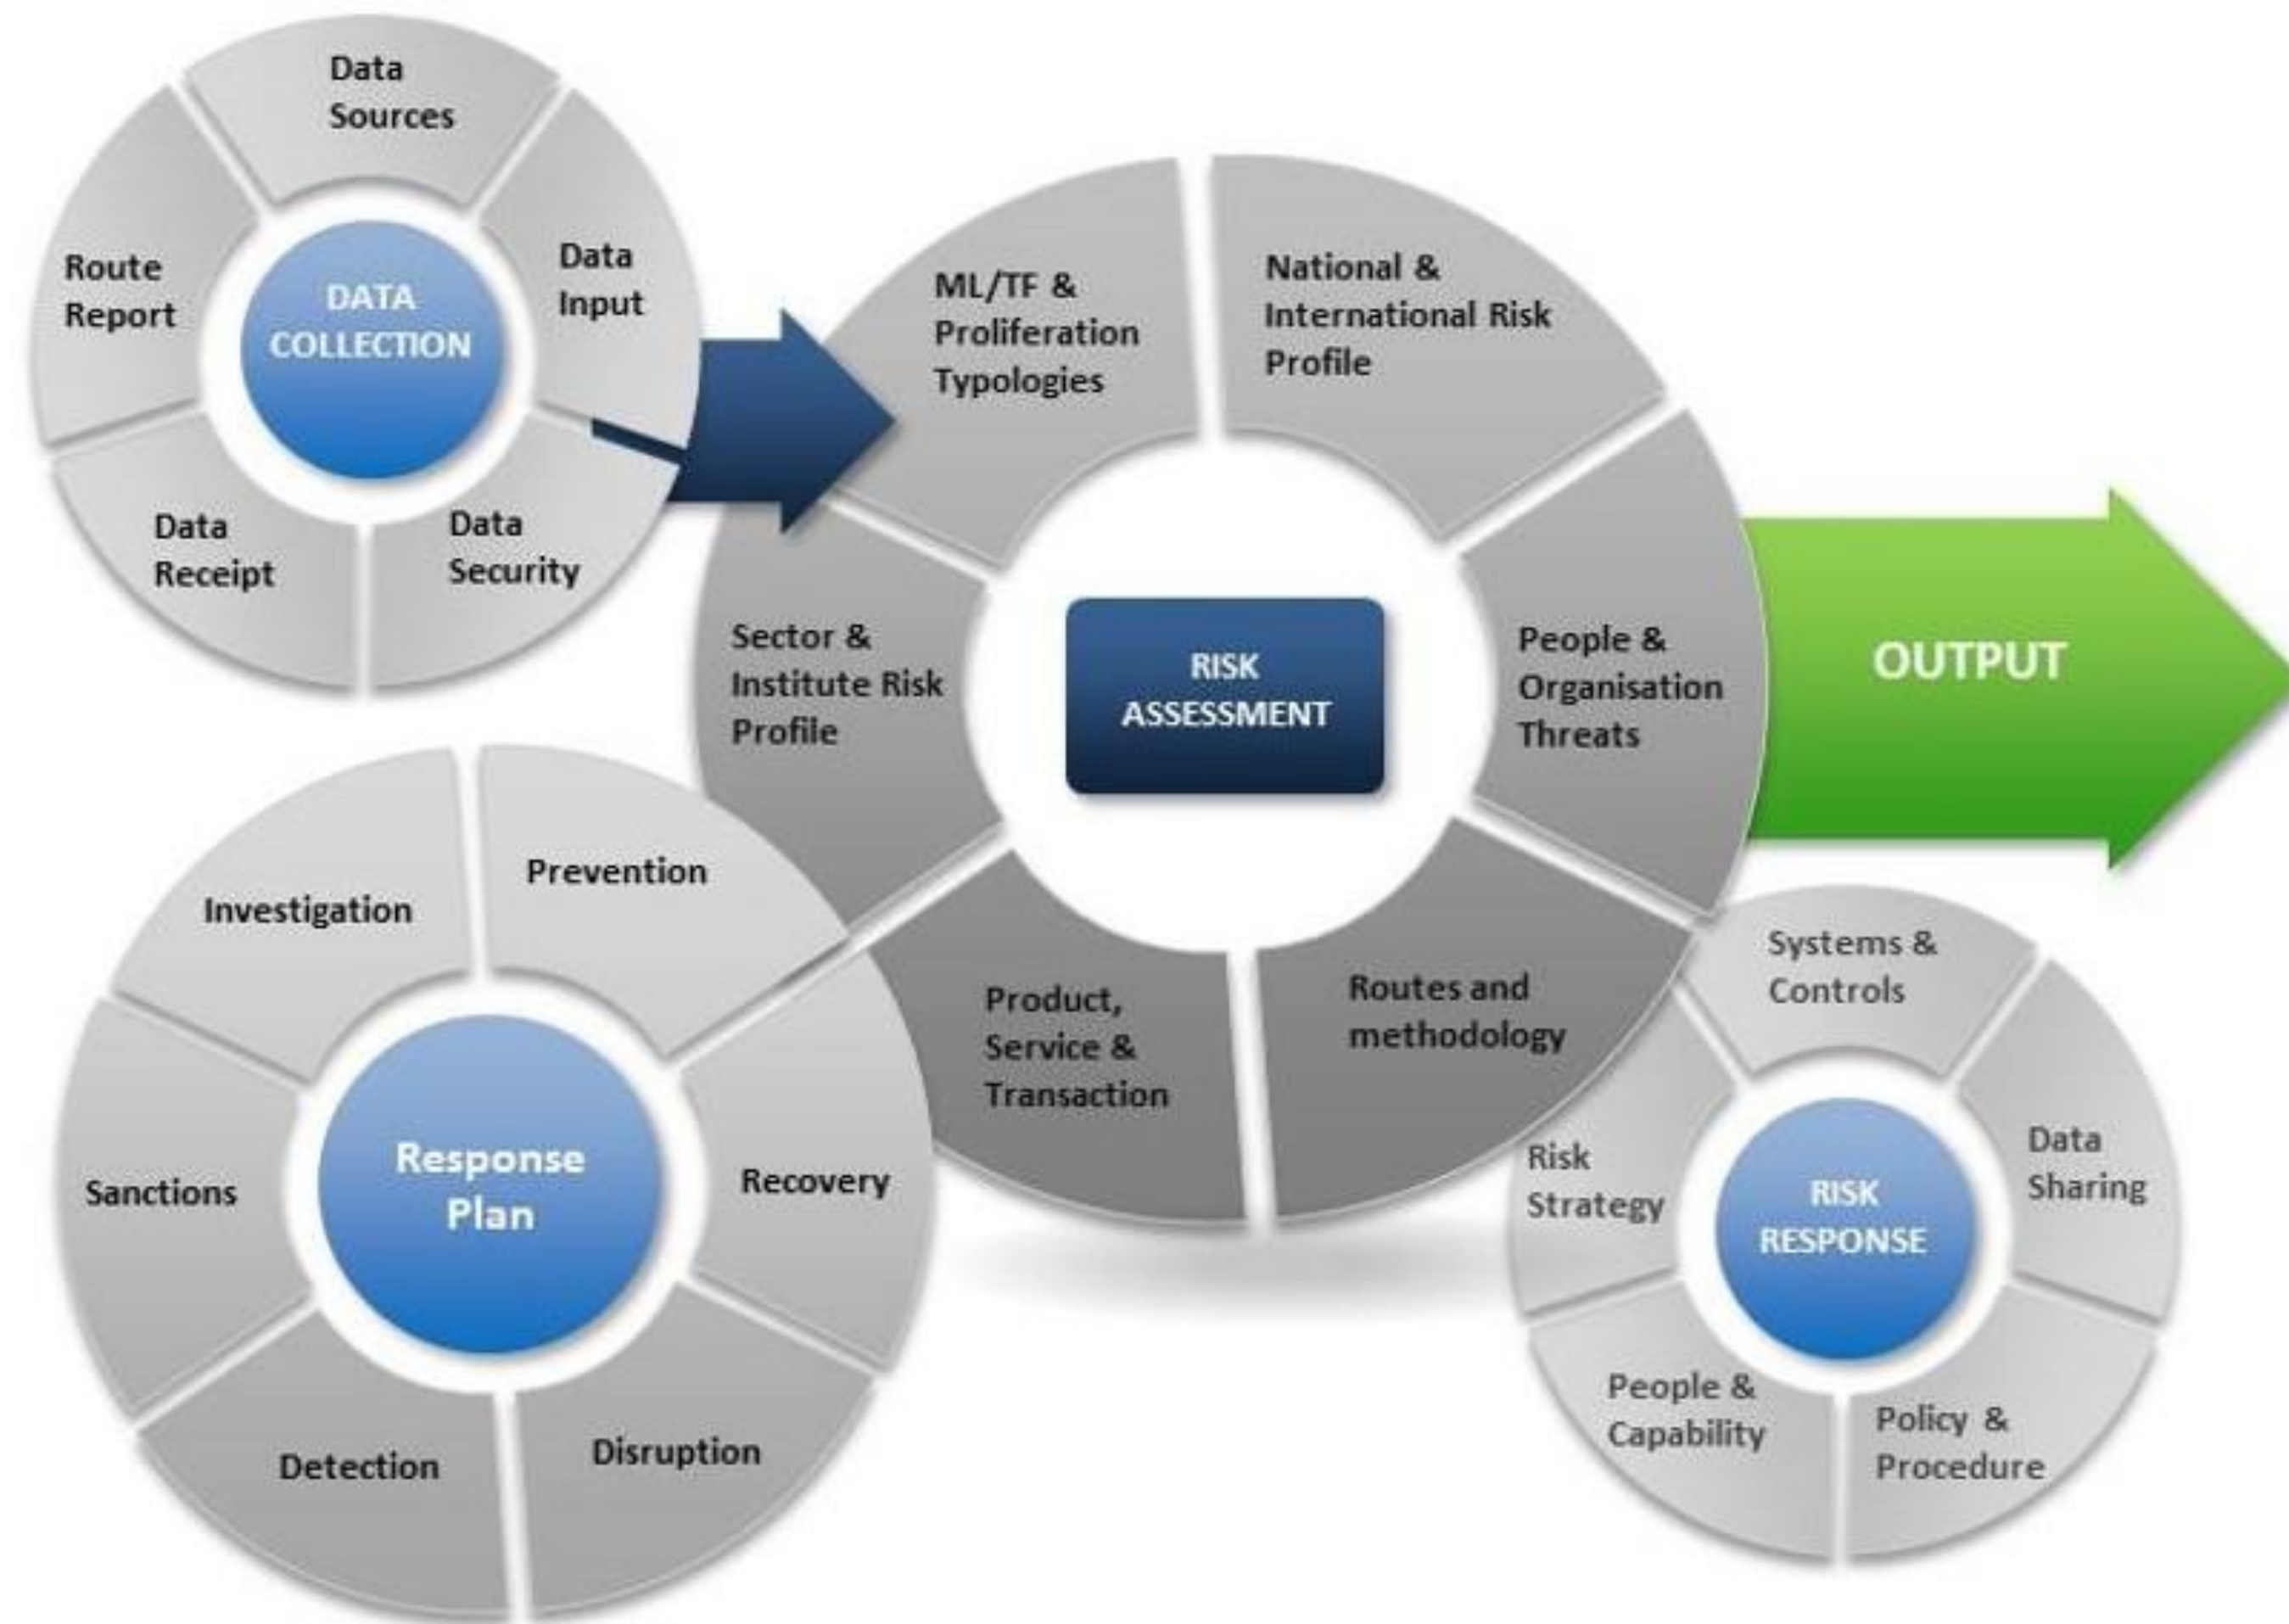 Data
Sources
Data
Input
Data
Security
Data
Receipt
Route
Report
DATA
COLLECTION
ML/TF &
Proliferation
Typologies
National &
International Risk
Profile
People &
Organisation
Threats
Routes and
methodology
Product,
Service &
Transaction
Sector &
Institute Risk
Profile
RISK
ASSESSMENT
OUTPUT
Investigation
Prevention
Recovery
Disruption
Detection
Sanctions
Response
Plan
Systems &
Controls
Data
Sharing
Policy &
Procedure
People &
Capability
Risk
Strategy
RISK
RESPONSE